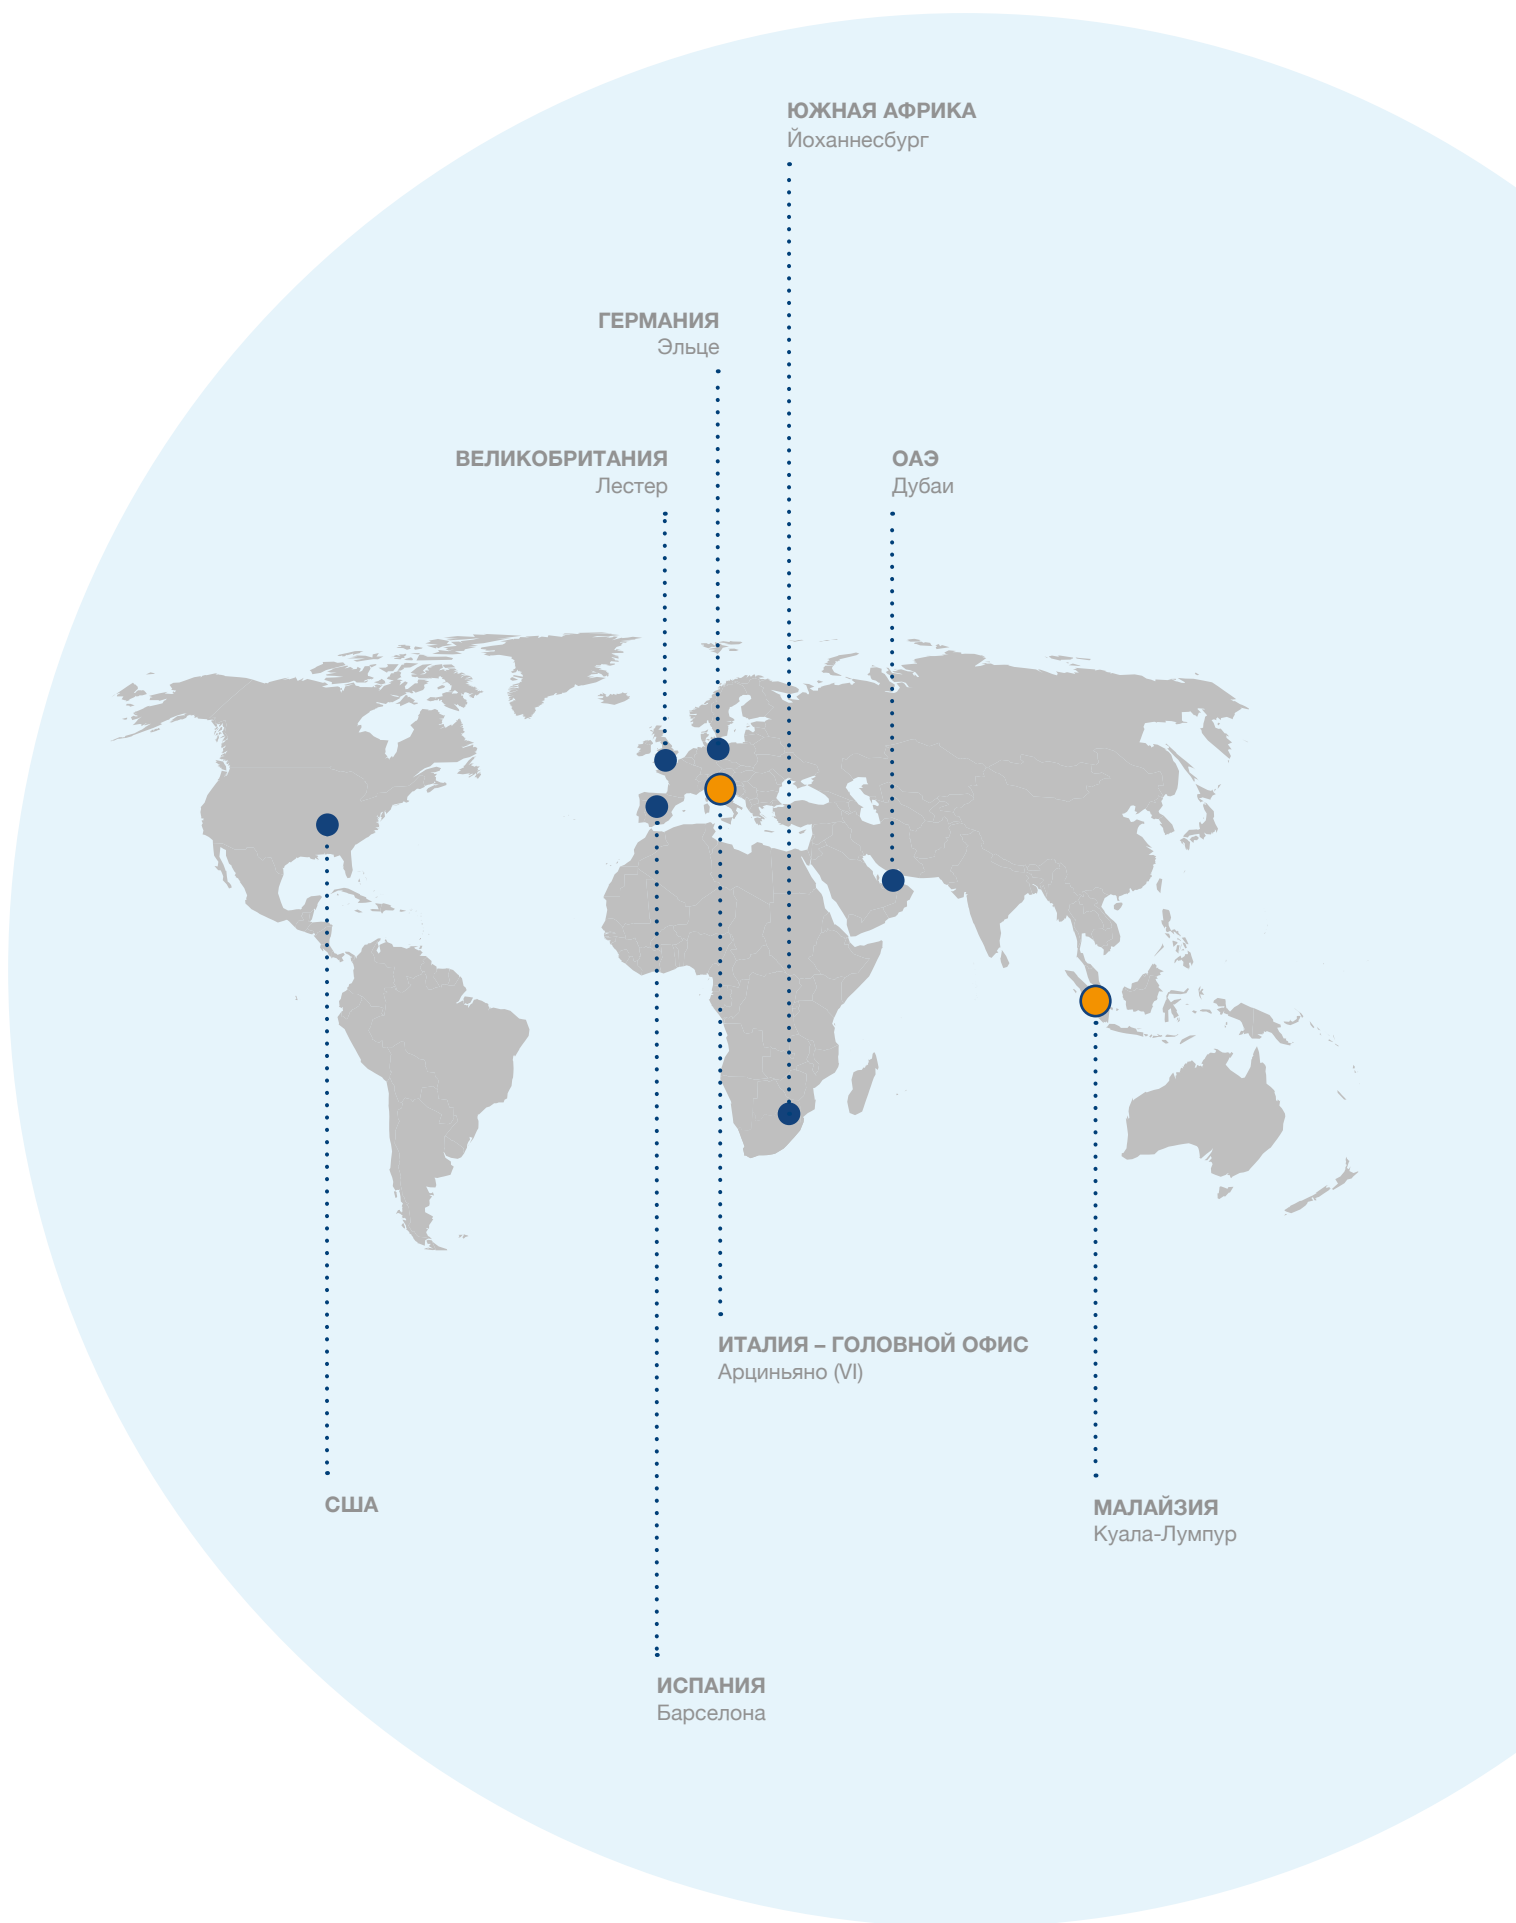 ЮЖНАЯ АФРИКА
Йоханнесбург
ГЕРМАНИЯ
Эльце
ВЕЛИКОБРИТАНИЯ
Лестер
ОАЭ
Дубаи
ИТАЛИЯ – ГОЛОВНОЙ ОФИС
Арциньяно (VI)
США
МАЛАЙЗИЯ
Куала-Лумпур
ИСПАНИЯ
Барселона